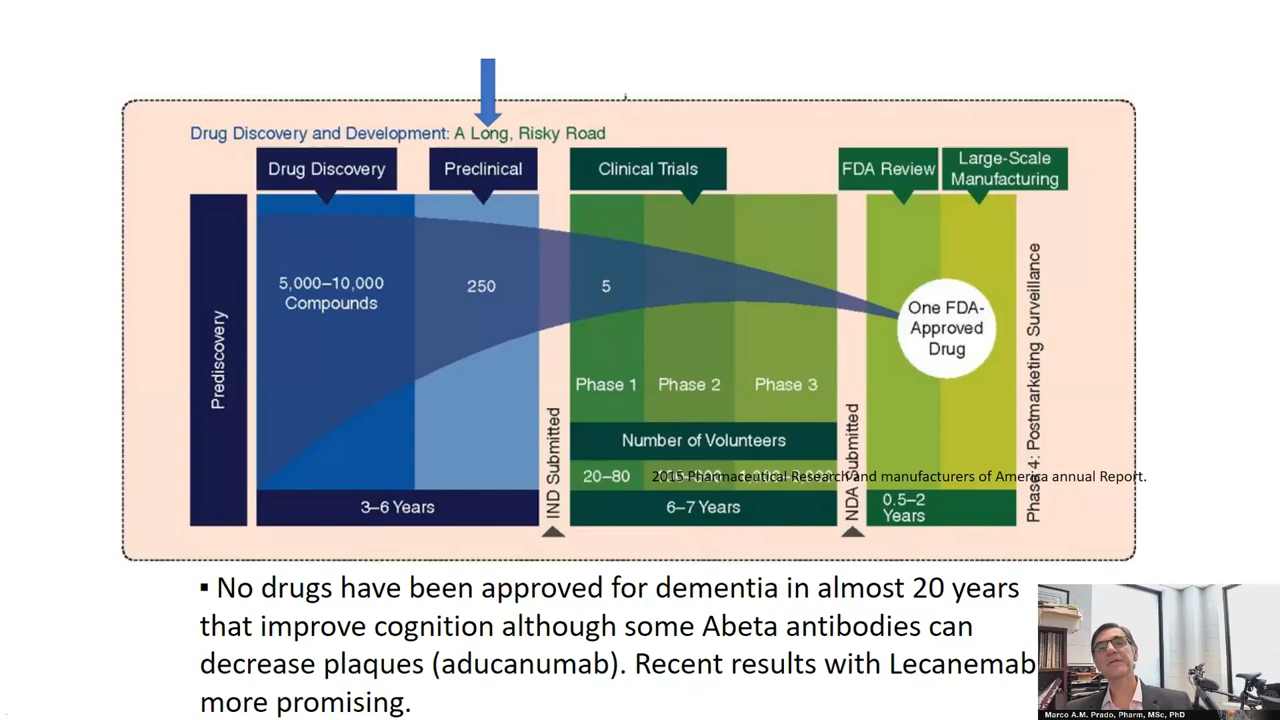 Drug Discovery and Development: A Long, Risky Road
Drug Discovery
Preclinical
Clinical Trials
FDA Review
Large-Scale
Manufacturing
Prediscovery
5,000–10,000
Compounds
250
5
One FDA-
Approved
Drug
Phase 1
Phase 2
Phase 3
Number of Volunteers
20–80
2015 Pharmaceutical Research and manufacturers of America annual Report.
3–6 Years
IND Submitted
6–7 Years
NDA Submitted
0.5–2
Years
Phase 4: Postmarketing Surveillance
▪ No drugs have been approved for dementia in almost 20 years
that improve cognition although some Abeta antibodies can
decrease plaques (aducanumab). Recent results with Lecanemab
more promising.
Marco A.M. Prado, Pharm, MSc, PhD